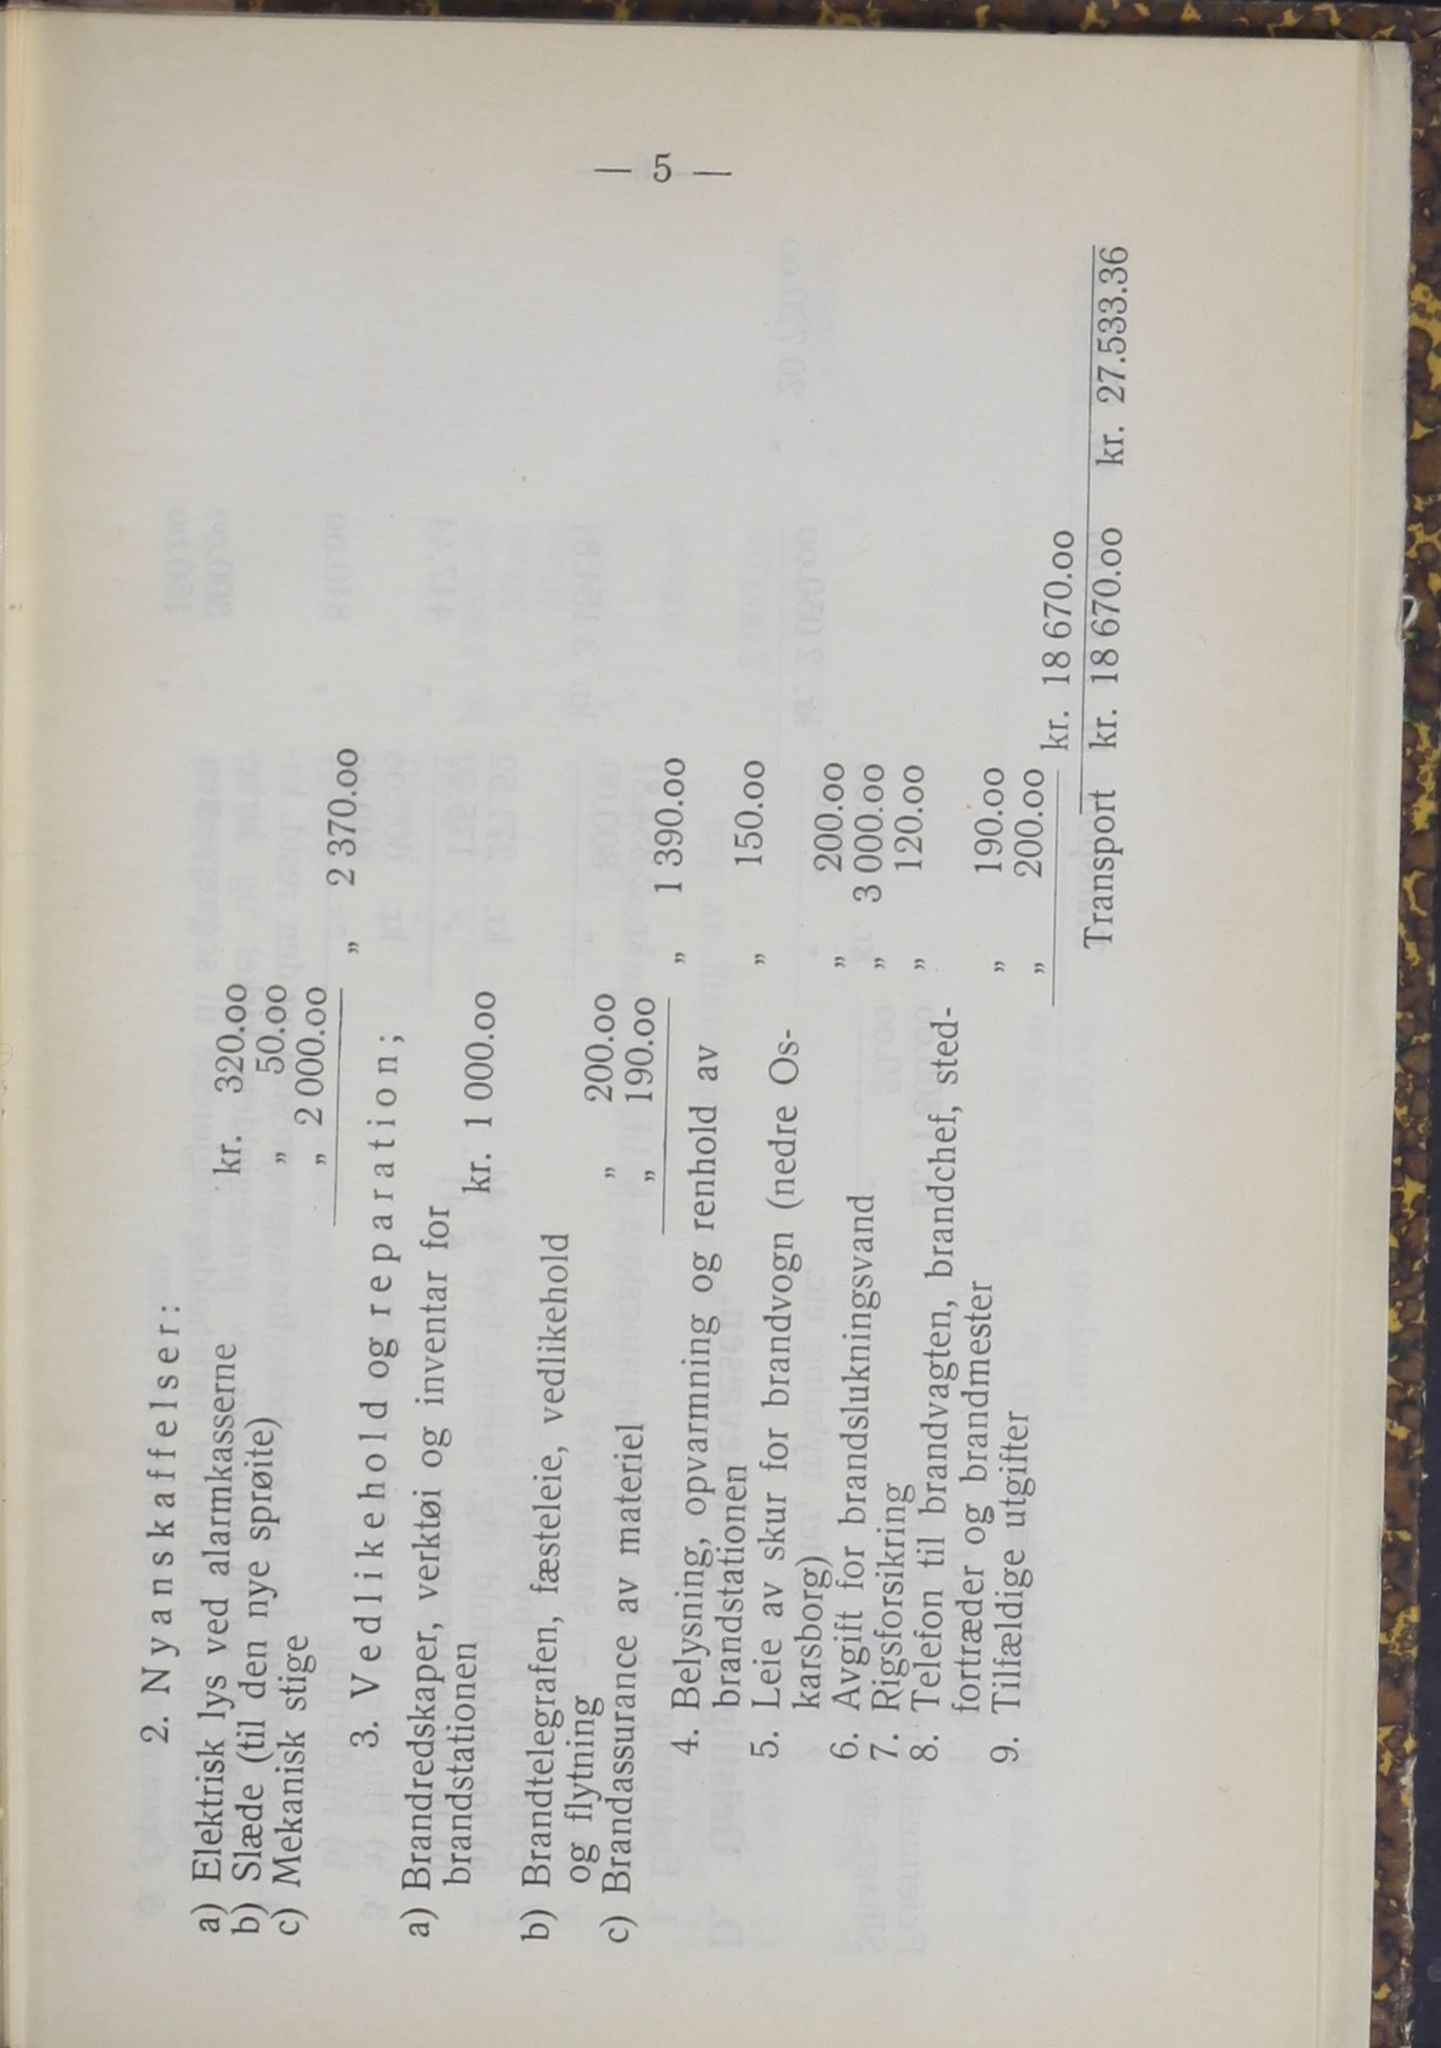 — 5 —
2. Nyanskaffelser:
a) Elektrisk lys ved alarmkasserne kr. 320.00
b) Slæde (til den nye sprøite) „ 50.00
c) Mekanisk stige „ 2 000.00
„ 2 370.00
3. Vedlikehold og reparation;
a) Brandredskaper, verktøi og inventar for
brandstationen kr. 1 000.00
b) Brandtelegrafen, fæsteleie, vedlikehold
og flytning „ 200.00
c) Brandassurance av materiel „ 190.00
„ 1 390.00
4. Belysning, opvarmning og renhold av
brandstationen „ 150.00
5. Leie av skur for brandvogn (nedre Os-
karsborg) „ 200.00
6. Avgift for brandslukningsvand „ 3 000.00
7. Rigsforsikring „ 120.00
8. Telefon til brandvagten, brandchef, sted-
fortræder og brandmester „ 190.00
9. Tilfældige utgifter „ 200.00
kr. 18 670.00
Transport kr. 18 670.00 kr. 27.533.36